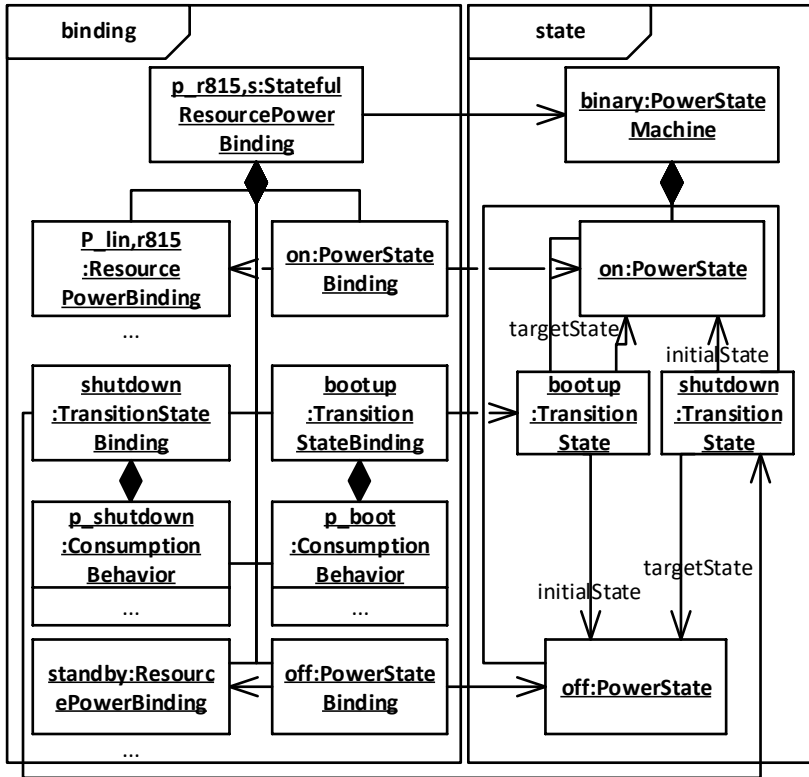 binding
state
p_r815,s:Stateful
ResourcePower
Binding
binary:PowerState
Machine
P_lin,r815
:Resource
PowerBinding
...
on:PowerState
Binding
on:PowerState
targetState
initialState
shutdown
:TransitionState
Binding
bootup
:Transition
StateBinding
bootup
:Transition
State
shutdown
:Transition
State
p_shutdown
:Consumption
Behavior
...
p_boot
:Consumption
Behavior
...
initialState
targetState
standby:Resourc
ePowerBinding
...
off:PowerState
Binding
off:PowerState